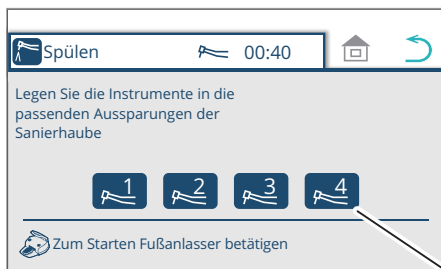 Spülen 00:40
Legen Sie die Instrumente in die
passenden Aussparungen der
Sanierhaube
1 2 3 4
Zum Starten Fußanlasser betätigen